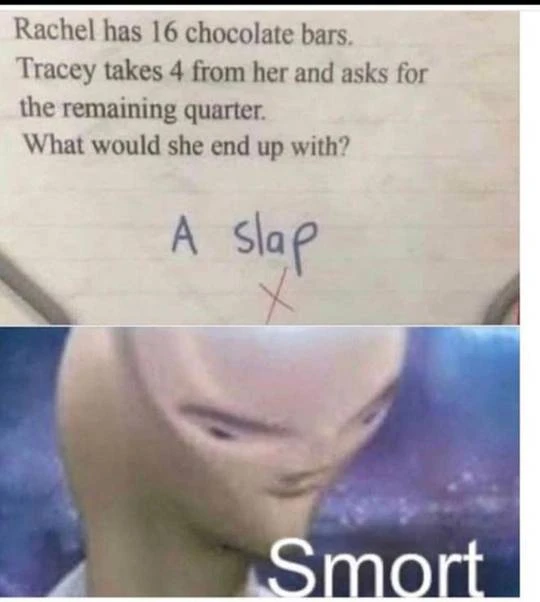 Rachel has 16 chocolate bars.
Tracey takes 4 from her and asks for
the remaining quarter.
What would she end up with?
A slap
Smort